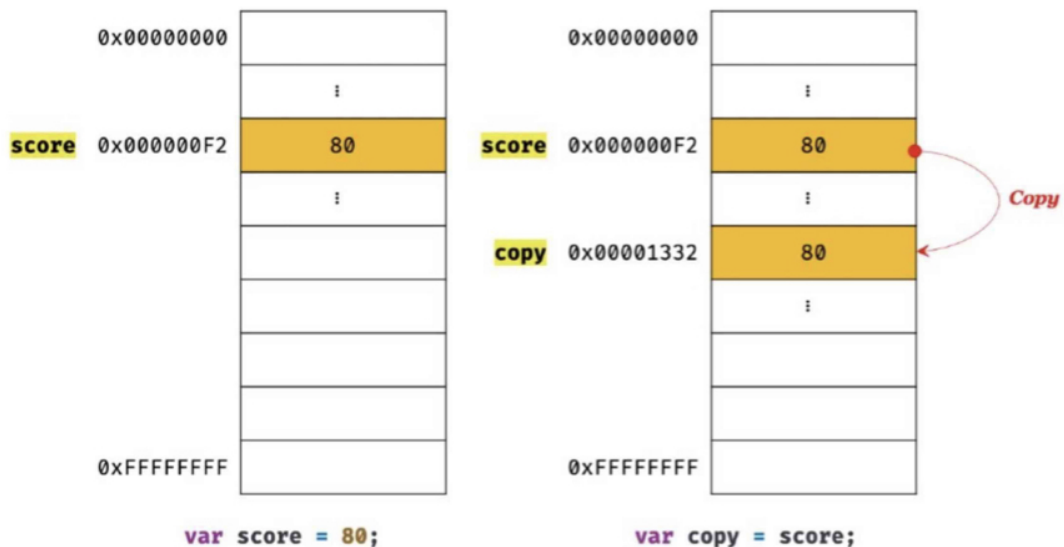 0x00000000
⋮
score 0x000000F2 80
⋮
0xFFFFFFFF
var score = 80;
0x00000000
⋮
score 0x000000F2 80
⋮
Copy
copy 0x00001332 80
⋮
0xFFFFFFFF
var copy = score;